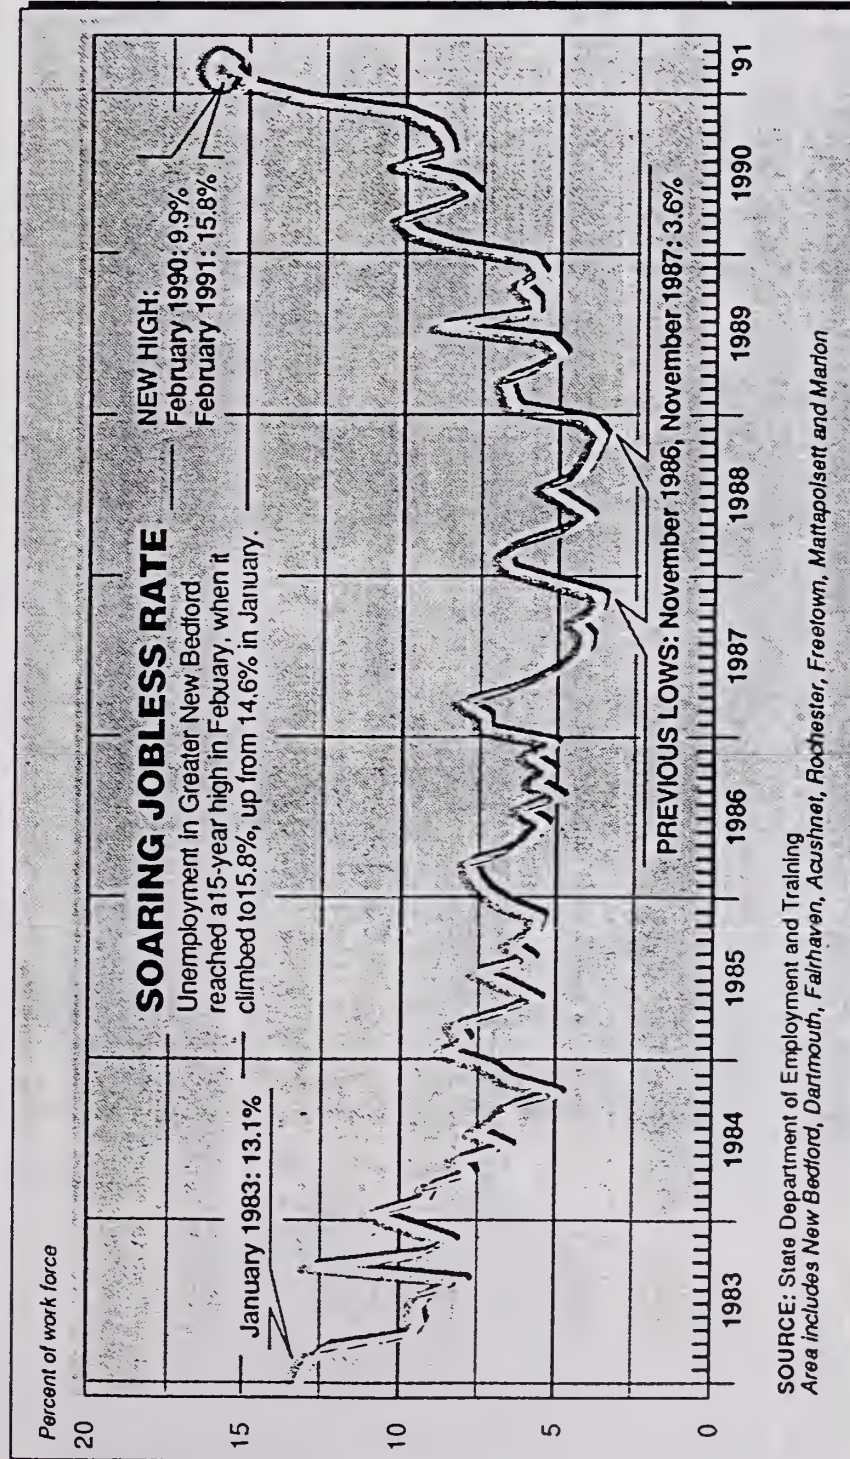 Percent of work force
SOARING JOBLESS RATE
Unemployment in Greater New Bedford
reached a15-year high in Febuary, when it
climbed to15.8%, up from 14.6% in January.
NEW HIGH:
February 1990: 9.9%
February 1991: 15.8%
January 1983: 13.1%
PREVIOUS LOWS: November 1986, November 1987: 3.6%
20
15
10
5
0
1983
1984
1985
1986
1987
1988
1989
1990
'91
SOURCE: State Department of Employment and Training
Area includes New Bedford, Dartmouth, Fairhaven, Acushnet, Rochester, Freetown, Mattapoisett and Marion